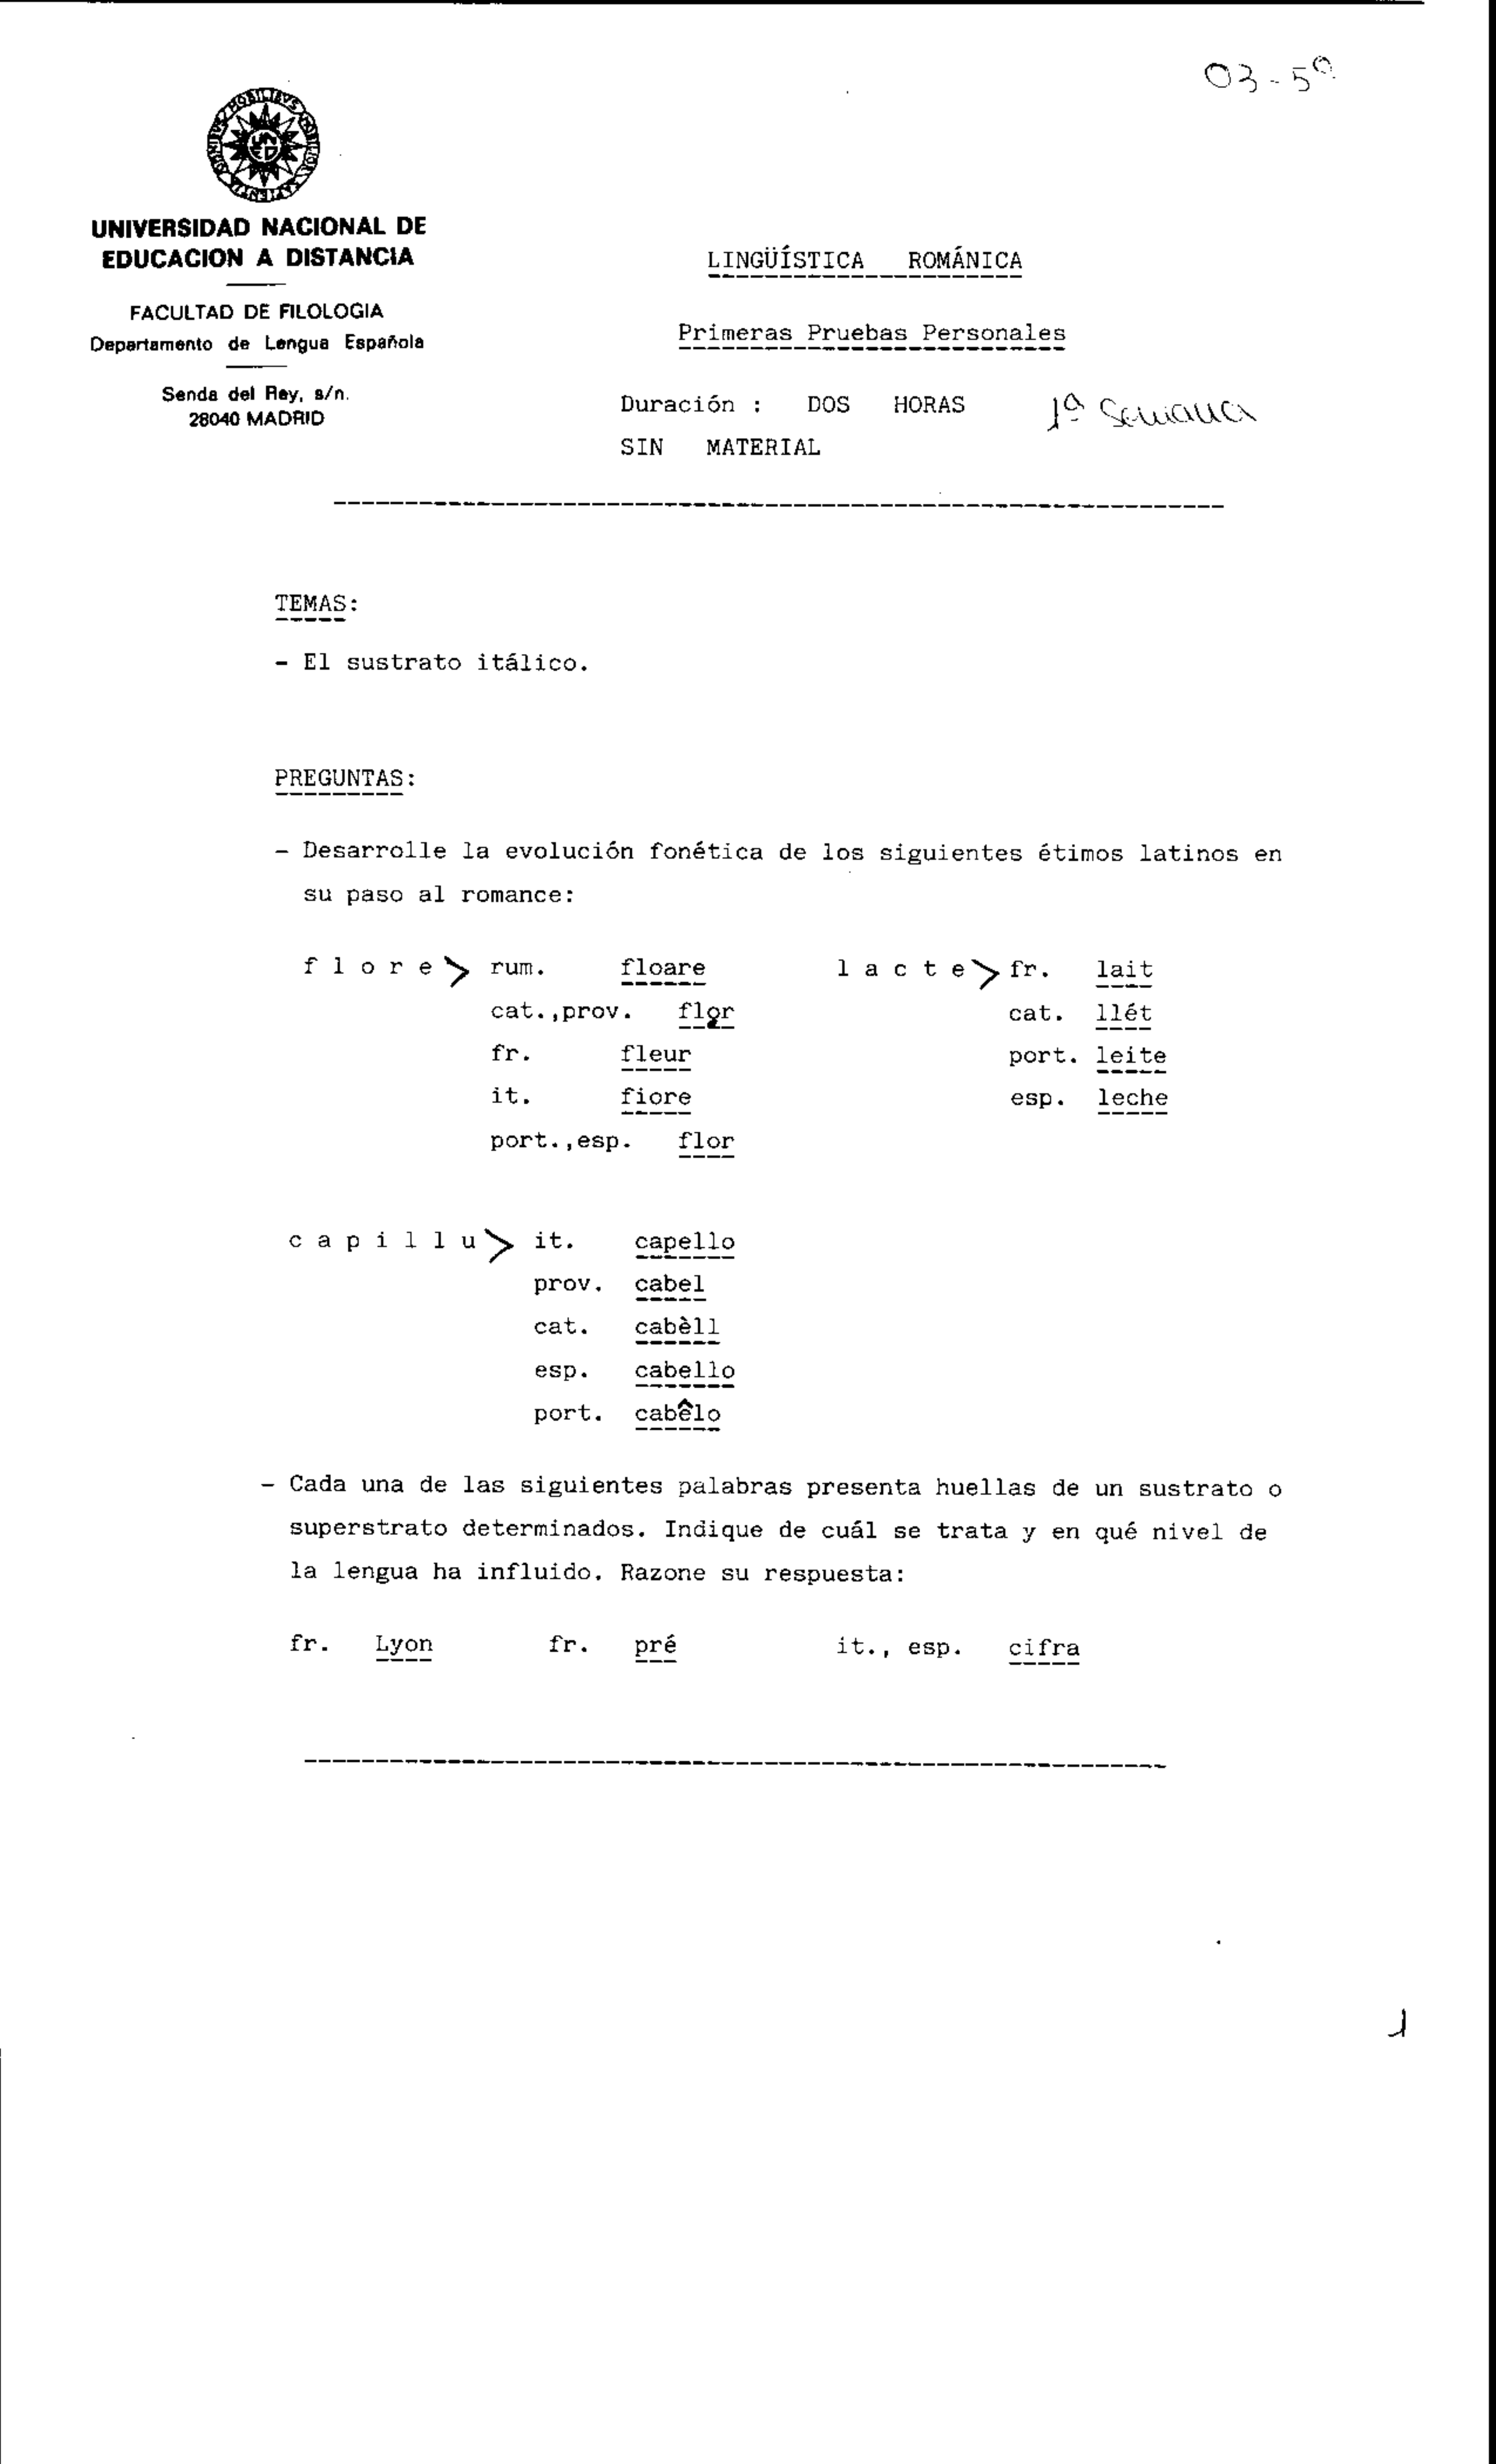 03-5º
UNIVERSIDAD NACIONAL DE
EDUCACION A DISTANCIA
FACULTAD DE FILOLOGIA
Departamento de Lengua Española
Senda del Rey, s/n.
28040 MADRID
LINGÜÍSTICA ROMÁNICA
Primeras Pruebas Personales
Duración : DOS HORAS 1ª Semana
SIN MATERIAL
TEMAS:
- El sustrato itálico.
PREGUNTAS:
- Desarrolle la evolución fonética de los siguientes étimos latinos en
su paso al romance:
f l o r e > rum. floare l a c t e > fr. lait
cat.,prov. flor cat. llét
fr. fleur port. leite
it. fiore esp. leche
port.,esp. flor
c a p i l l u > it. capello
prov. cabel
cat. cabèll
esp. cabello
port. cabêlo
- Cada una de las siguientes palabras presenta huellas de un sustrato o
superstrato determinados. Indique de cuál se trata y en qué nivel de
la lengua ha influido. Razone su respuesta:
fr. Lyon fr. pré it., esp. cifra
1